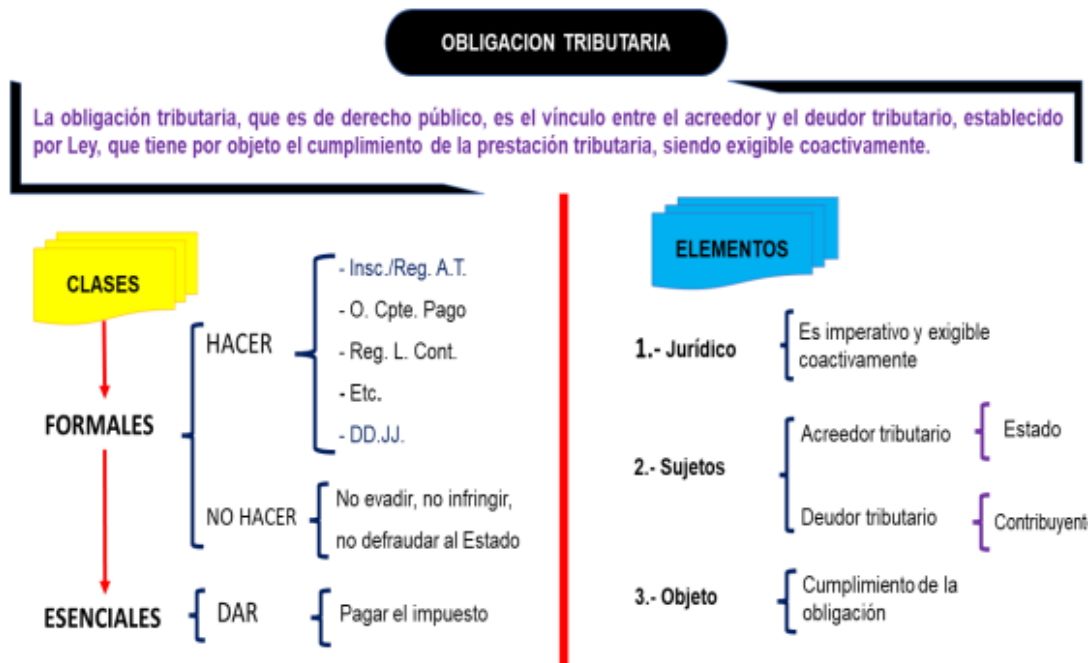 OBLIGACION TRIBUTARIA
La obligación tributaria, que es de derecho público, es el vínculo entre el acreedor y el deudor tributario, establecido
por Ley, que tiene por objeto el cumplimiento de la prestación tributaria, siendo exigible coactivamente.
CLASES
FORMALES
HACER
- Insc./Reg. A.T.
- O. Cpte. Pago
- Reg. L. Cont.
- Etc.
- DD.JJ.
NO HACER
No evadir, no infringir,
no defraudar al Estado
ESENCIALES
DAR
Pagar el impuesto
ELEMENTOS
1.- Jurídico
Es imperativo y exigible
coactivamente
2.- Sujetos
Acreedor tributario
Estado
Deudor tributario
Contribuyent
3.- Objeto
Cumplimiento de la
obligación